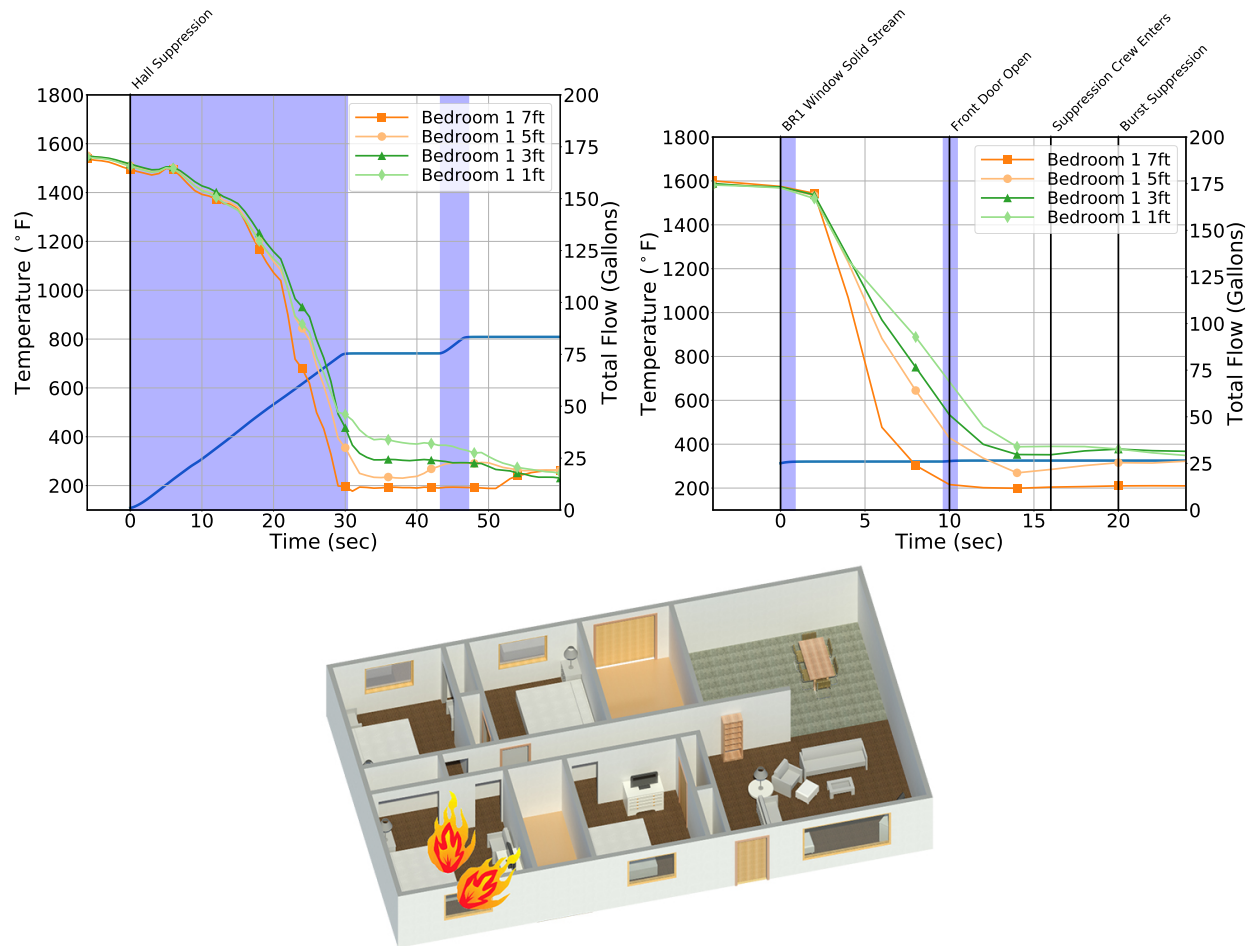 Hall Suppression
1800
1600
1400
1200
1000
800
600
400
200
Temperature (°F)
200
175
150
125
100
75
50
25
0
Total Flow (Gallons)
Bedroom 1 7ft
Bedroom 1 5ft
Bedroom 1 3ft
Bedroom 1 1ft
0 10 20 30 40 50
Time (sec)
BR1 Window Solid Stream
Front Door Open
Suppression Crew Enters
Burst Suppression
1800
1600
1400
1200
1000
800
600
400
200
Temperature (°F)
200
175
150
125
100
75
50
25
0
Total Flow (Gallons)
Bedroom 1 7ft
Bedroom 1 5ft
Bedroom 1 3ft
Bedroom 1 1ft
0 5 10 15 20
Time (sec)